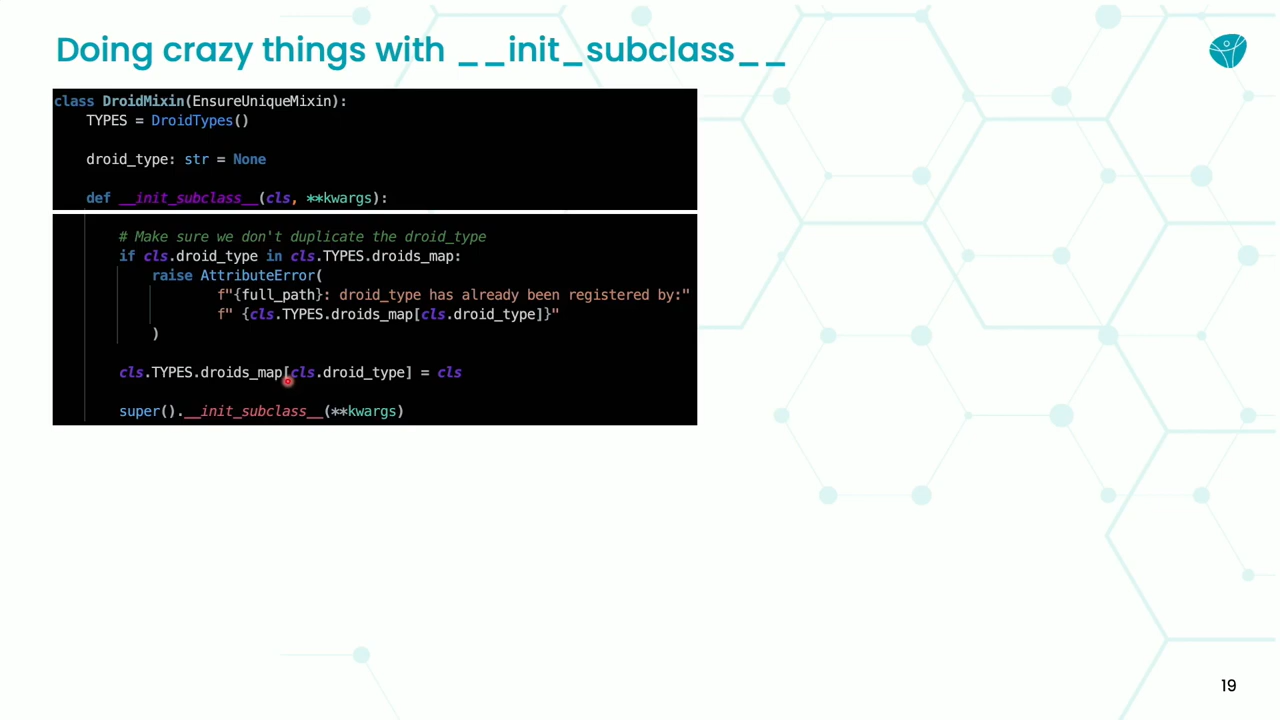 Doing crazy things with __init_subclass__
class DroidMixin(EnsureUniqueMixin):
    TYPES = DroidTypes()
    droid_type: str = None
    def __init_subclass__(cls, **kwargs):
        # Make sure we don't duplicate the droid_type
        if cls.droid_type in cls.TYPES.droids_map:
            raise AttributeError(
                    f"{full_path}: droid_type has already been registered by:"
                    f" {cls.TYPES.droids_map[cls.droid_type]}"
            )
        cls.TYPES.droids_map[cls.droid_type] = cls
        super().__init_subclass__(**kwargs)
19